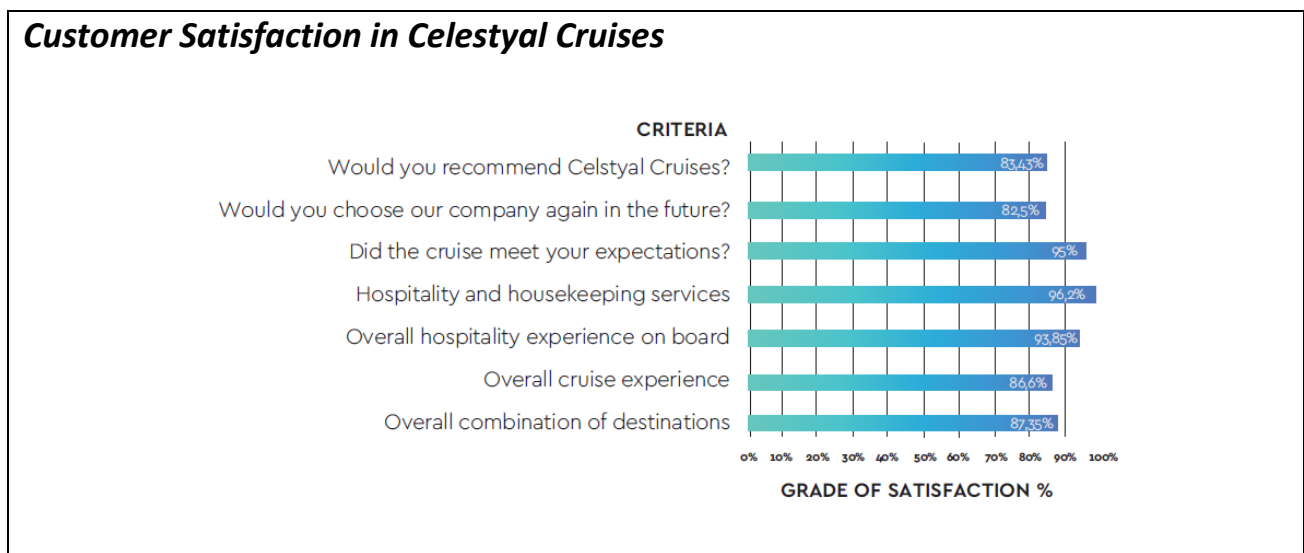 Customer Satisfaction in Celestyal Cruises
CRITERIA
Would you recommend Celstyal Cruises? 83,43%
Would you choose our company again in the future? 82,5%
Did the cruise meet your expectations? 95%
Hospitality and housekeeping services 96,2%
Overall hospitality experience on board 93,85%
Overall cruise experience 86,6%
Overall combination of destinations 87,35%
0% 10% 20% 30% 40% 50% 60% 70% 80% 90% 100%
GRADE OF SATISFACTION %